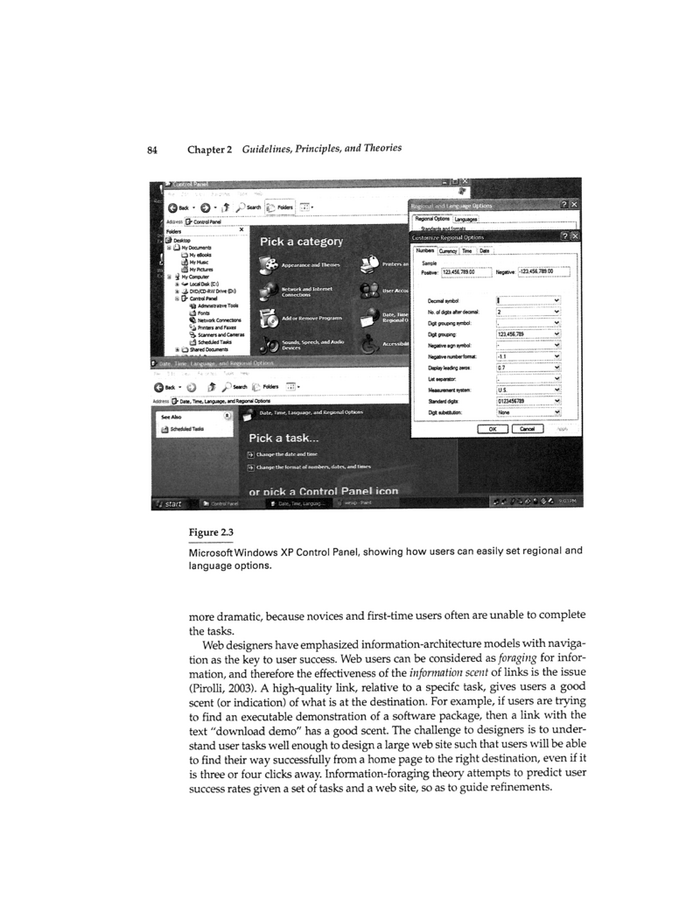 84 Chapter 2 Guidelines, Principles, and Theories
Control Panel
Back Search Folders
Address Control Panel
Folders
Desktop
My Documents
My eBooks
My Music
My Pictures
My Computer
Local Disk (C:)
DVD/CD-RW Drive (D:)
Control Panel
Administrative Tools
Fonts
Network Connections
Printers and Faxes
Scanners and Cameras
Scheduled Tasks
Shared Documents
Pick a category
Appearance and Themes
Printers an
Network and Internet
Connections
User Accou
Add or Remove Programs
Date, Time
Regional O
Sounds, Speech, and Audio
Devices
Accessibili
Regional and Language Options
Regional Options Languages
Standards and formats
Customize Regional Options
Numbers Currency Time Date
Sample
Positive: 123,456,789.00 Negative: -123,456,789.00
Decimal symbol:
No. of digits after decimal: 2
Digit grouping symbol:
Digit grouping: 123,456,789
Negative sign symbol: -
Negative number format: -1.1
Display leading zeros: 0.7
List separator:
Measurement system: U.S.
Standard digits: 0123456789
Digit substitution: None
OK Cancel Apply
Date, Time, Language, and Regional Options
Back Search Folders
Address Date, Time, Language, and Regional Options
See Also
Scheduled Tasks
Date, Time, Language, and Regional Options
Pick a task...
Change the date and time
Change the format of numbers, dates, and times
or pick a Control Panel icon
start Control Panel Date, Time, Languag...
Figure 2.3
Microsoft Windows XP Control Panel, showing how users can easily set regional and
language options.
more dramatic, because novices and first-time users often are unable to complete
the tasks.
Web designers have emphasized information-architecture models with naviga-
tion as the key to user success. Web users can be considered as foraging for infor-
mation, and therefore the effectiveness of the information scent of links is the issue
(Pirolli, 2003). A high-quality link, relative to a specifc task, gives users a good
scent (or indication) of what is at the destination. For example, if users are trying
to find an executable demonstration of a software package, then a link with the
text "download demo" has a good scent. The challenge to designers is to under-
stand user tasks well enough to design a large web site such that users will be able
to find their way successfully from a home page to the right destination, even if it
is three or four clicks away. Information-foraging theory attempts to predict user
success rates given a set of tasks and a web site, so as to guide refinements.